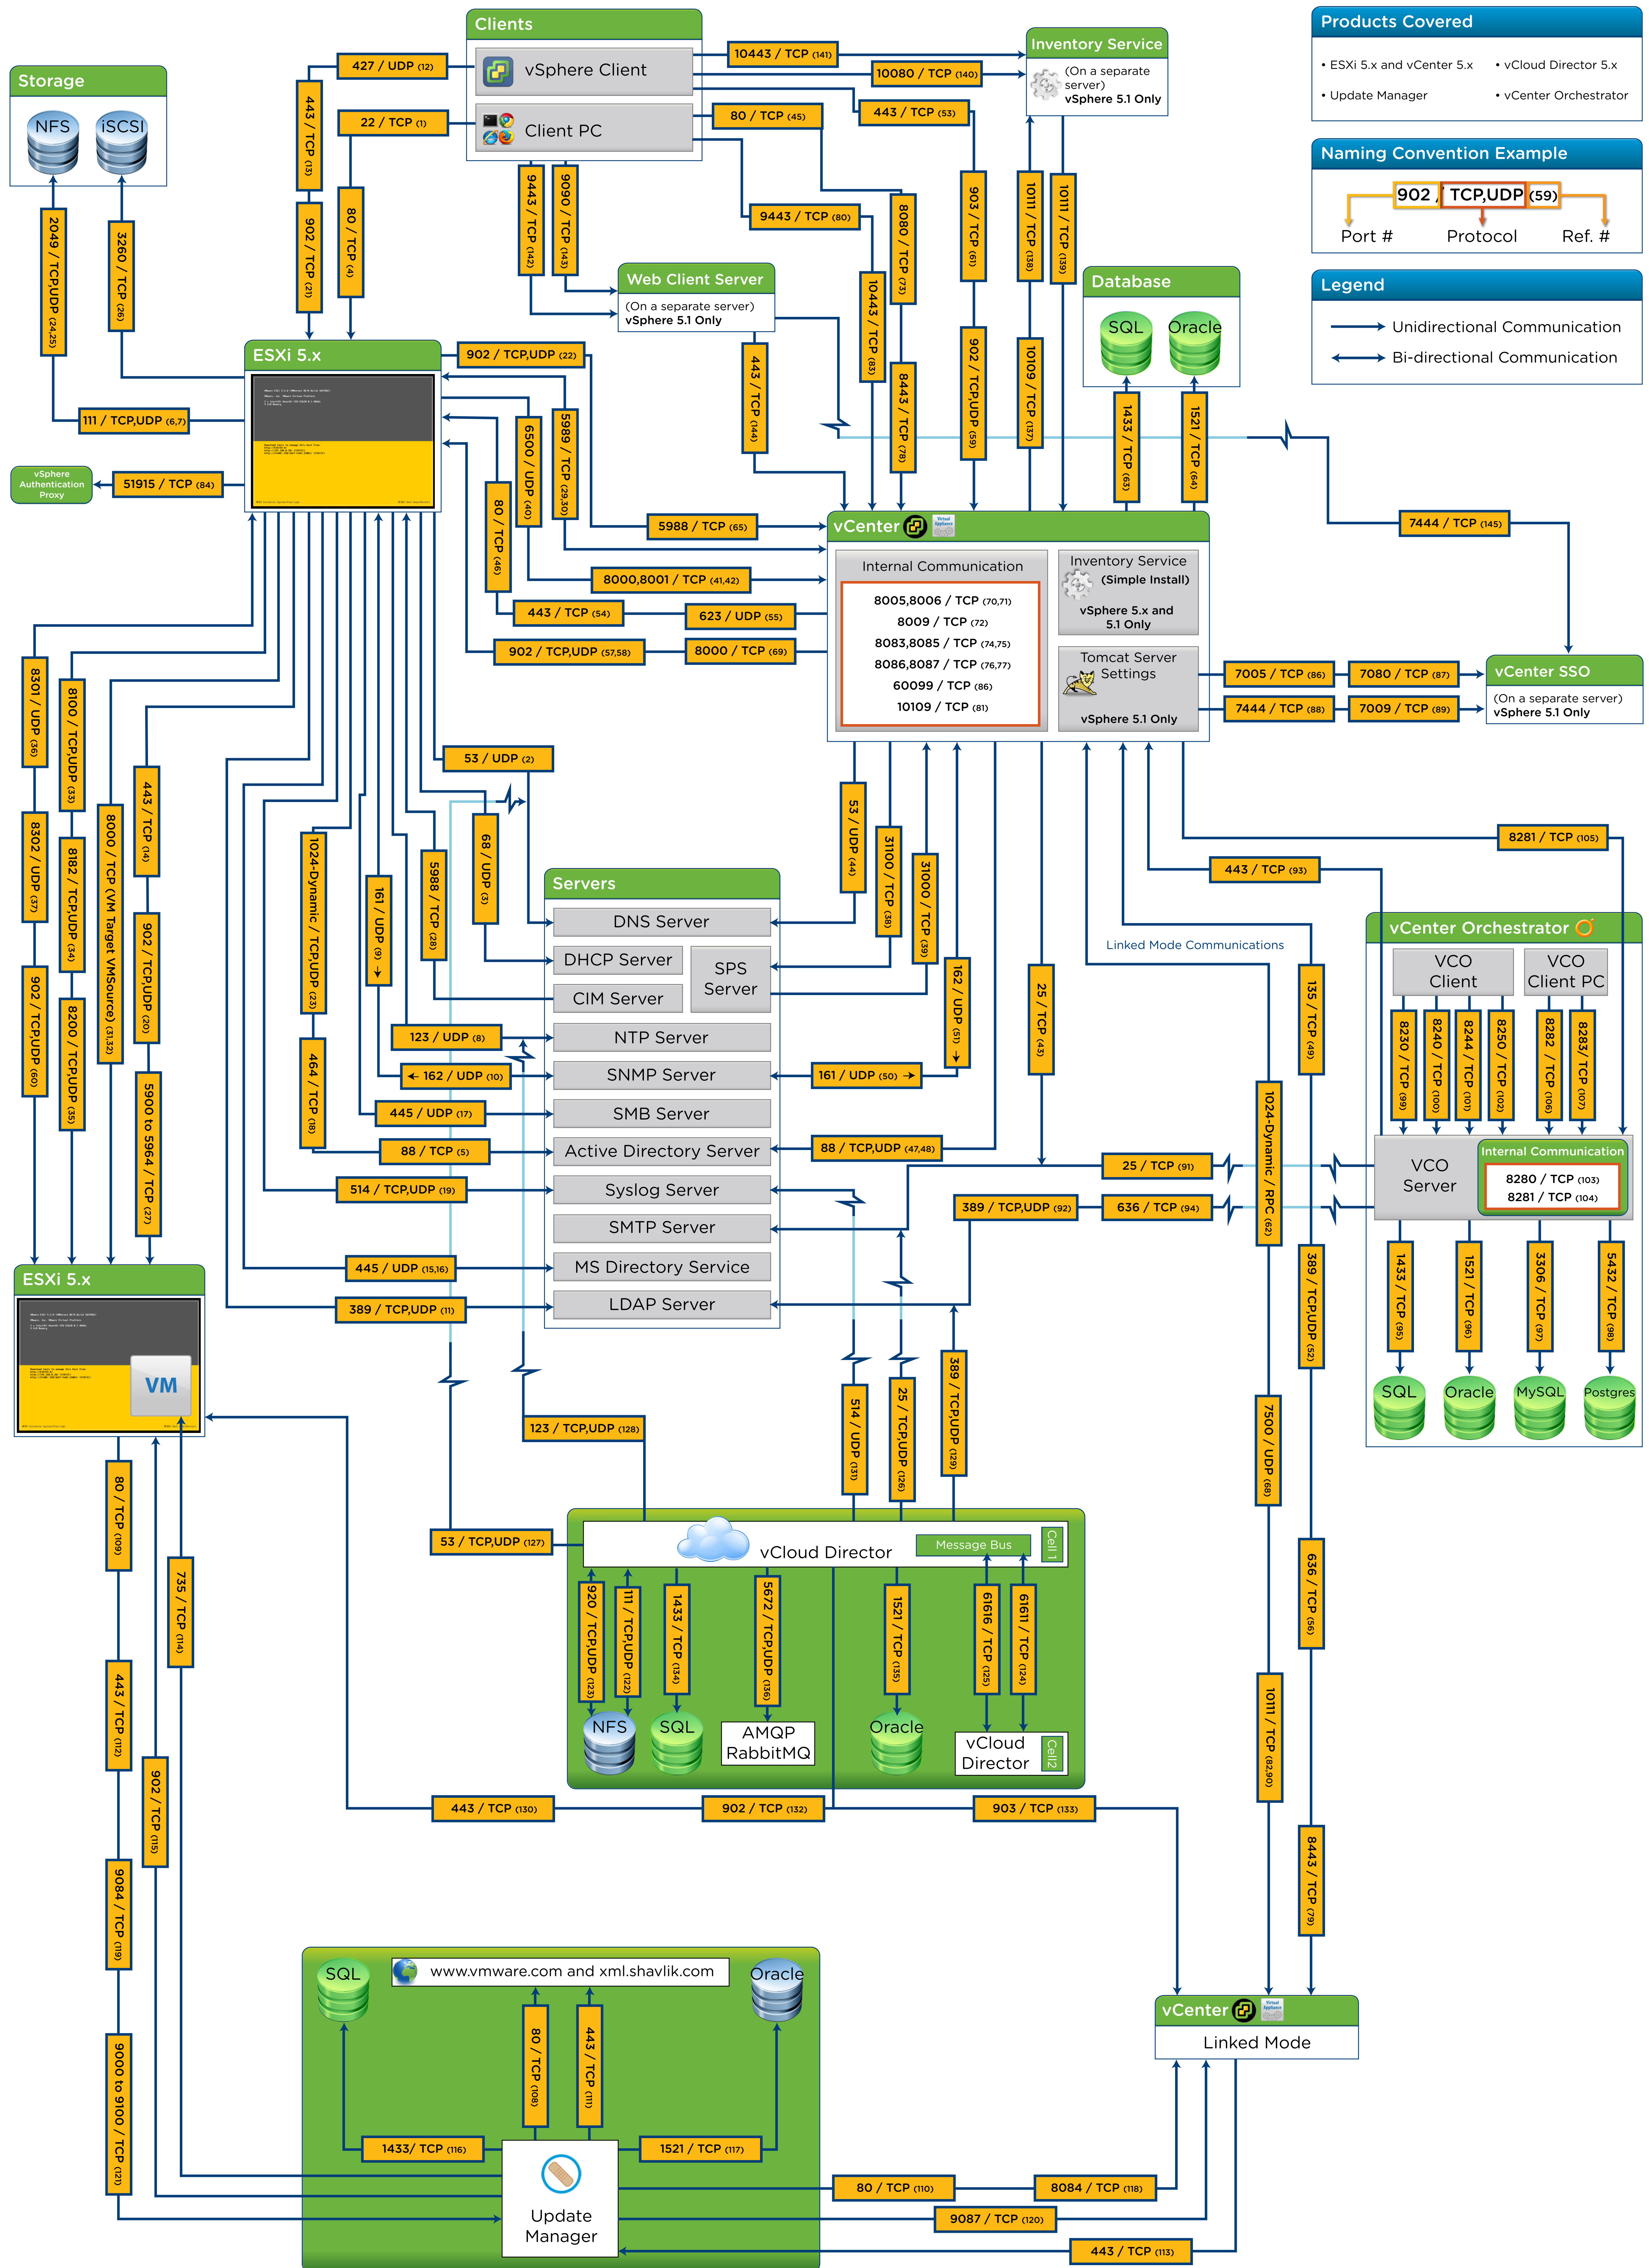 Clients
vSphere Client
Client PC
Storage
NFS
iSCSI
427 / UDP (12)
22 / TCP (1)
443 / TCP (13)
902 / TCP (21)
80 / TCP (4)
2049 / TCP,UDP (24,25)
3260 / TCP (26)
111 / TCP,UDP (6,7)
10443 / TCP (141)
10080 / TCP (140)
80 / TCP (45)
443 / TCP (53)
Inventory Service
(On a separate
server)
vSphere 5.1 Only
Products Covered
• ESXi 5.x and vCenter 5.x
• vCloud Director 5.x
• Update Manager
• vCenter Orchestrator
Naming Convention Example
902 / TCP,UDP (59)
Port #
Protocol
Ref. #
Legend
Unidirectional Communication
Bi-directional Communication
9443 / TCP (142)
9090 / TCP (143)
9443 / TCP (80)
8080 / TCP (73)
903 / TCP (61)
10111 / TCP (138)
10111 / TCP (139)
Web Client Server
(On a separate server)
vSphere 5.1 Only
443 / TCP (144)
10443 / TCP (83)
8443 / TCP (78)
902 / TCP,UDP (59)
10109 / TCP (137)
Database
SQL
Oracle
1433 / TCP (63)
1521 / TCP (64)
ESXi 5.x
vSphere
Authentication
Proxy
51915 / TCP (84)
902 / TCP,UDP (22)
5989 / TCP (29,30)
6500 / UDP (40)
80 / TCP (46)
5988 / TCP (65)
8000,8001 / TCP (41,42)
443 / TCP (54)
623 / UDP (55)
902 / TCP,UDP (57,58)
8000 / TCP (69)
7444 / TCP (145)
vCenter
Virtual
Appliance
Internal Communication
8005,8006 / TCP (70,71)
8009 / TCP (72)
8083,8085 / TCP (74,75)
8086,8087 / TCP (76,77)
60099 / TCP (86)
10109 / TCP (81)
Inventory Service
(Simple Install)
vSphere 5.x and
5.1 Only
Tomcat Server
Settings
vSphere 5.1 Only
7005 / TCP (86)
7080 / TCP (87)
7444 / TCP (88)
7009 / TCP (89)
vCenter SSO
(On a separate server)
vSphere 5.1 Only
8301 / UDP (36)
8302 / UDP (37)
902 / TCP,UDP (60)
8100 / TCP,UDP (33)
8182 / TCP,UDP (34)
8200 / TCP,UDP (35)
8000 / TCP (VM Target VMSource) (31,32)
443 / TCP (14)
902 / TCP,UDP (20)
5900 to 5964 / TCP (27)
53 / UDP (2)
68 / UDP (3)
5988 / TCP (28)
161 / UDP (9) →
1024-Dynamic / TCP,UDP (23)
464 / TCP (18)
123 / UDP (8)
← 162 / UDP (10)
445 / UDP (17)
88 / TCP (5)
514 / TCP,UDP (19)
445 / UDP (15,16)
389 / TCP,UDP (11)
Servers
DNS Server
DHCP Server
SPS
Server
CIM Server
NTP Server
SNMP Server
SMB Server
Active Directory Server
Syslog Server
SMTP Server
MS Directory Service
LDAP Server
53 / UDP (44)
31100 / TCP (38)
31000 / TCP (39)
162 / UDP (51) →
161 / UDP (50) →
88 / TCP,UDP (47,48)
25 / TCP (43)
Linked Mode Communications
8281 / TCP (105)
443 / TCP (93)
135 / TCP (49)
1024-Dynamic / RPC (62)
25 / TCP (91)
389 / TCP,UDP (92)
636 / TCP (94)
389 / TCP,UDP (52)
7500 / UDP (68)
636 / TCP (56)
10111 / TCP (82,90)
8443 / TCP (79)
vCenter Orchestrator
VCO
Client
VCO
Client PC
8230 / TCP (99)
8240 / TCP (100)
8244 / TCP (101)
8250 / TCP (102)
8282 / TCP (106)
8283/ TCP (107)
VCO
Server
Internal Communication
8280 / TCP (103)
8281 / TCP (104)
1433 / TCP (95)
1521 / TCP (96)
3306 / TCP (97)
5432 / TCP (98)
SQL
Oracle
MySQL
Postgres
ESXi 5.x
VM
123 / TCP,UDP (128)
514 / UDP (131)
25 / TCP,UDP (126)
389 / TCP,UDP (129)
53 / TCP,UDP (127)
vCloud Director
Message Bus
Cell 1
920 / TCP,UDP (123)
111 / TCP,UDP (122)
1433 / TCP (134)
5672 / TCP,UDP (136)
1521 / TCP (135)
61616 / TCP (125)
61611 / TCP (124)
NFS
SQL
AMQP
RabbitMQ
Oracle
vCloud
Director
Cell2
443 / TCP (130)
902 / TCP (132)
903 / TCP (133)
80 / TCP (109)
735 / TCP (114)
443 / TCP (112)
902 / TCP (115)
9084 / TCP (119)
9000 to 9100 / TCP (121)
SQL
www.vmware.com and xml.shavlik.com
Oracle
80 / TCP (108)
443 / TCP (111)
1433/ TCP (116)
1521 / TCP (117)
Update
Manager
vCenter
Virtual
Appliance
Linked Mode
80 / TCP (110)
8084 / TCP (118)
9087 / TCP (120)
443 / TCP (113)